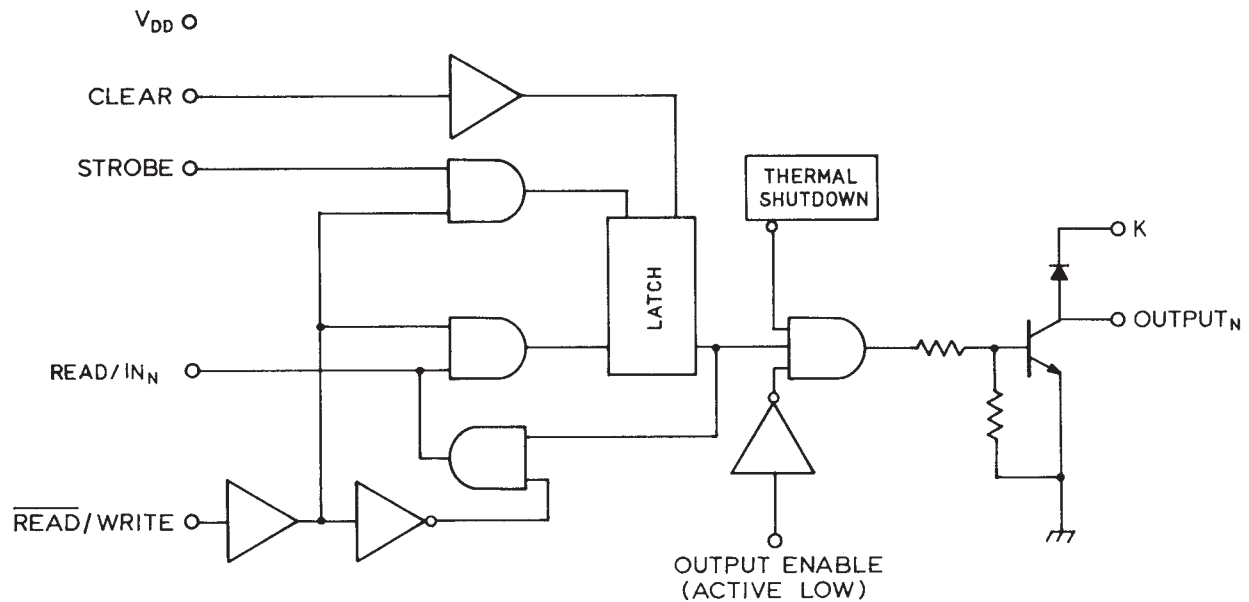 V_DD
CLEAR
STROBE
THERMAL
SHUTDOWN
K
LATCH
OUTPUT_N
READ/IN_N
READ/WRITE
OUTPUT ENABLE
(ACTIVE LOW)